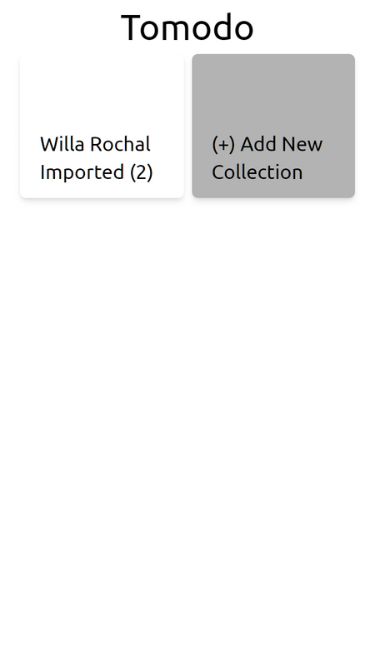 Tomodo
Willa Rochal
Imported (2)
(+) Add New
Collection